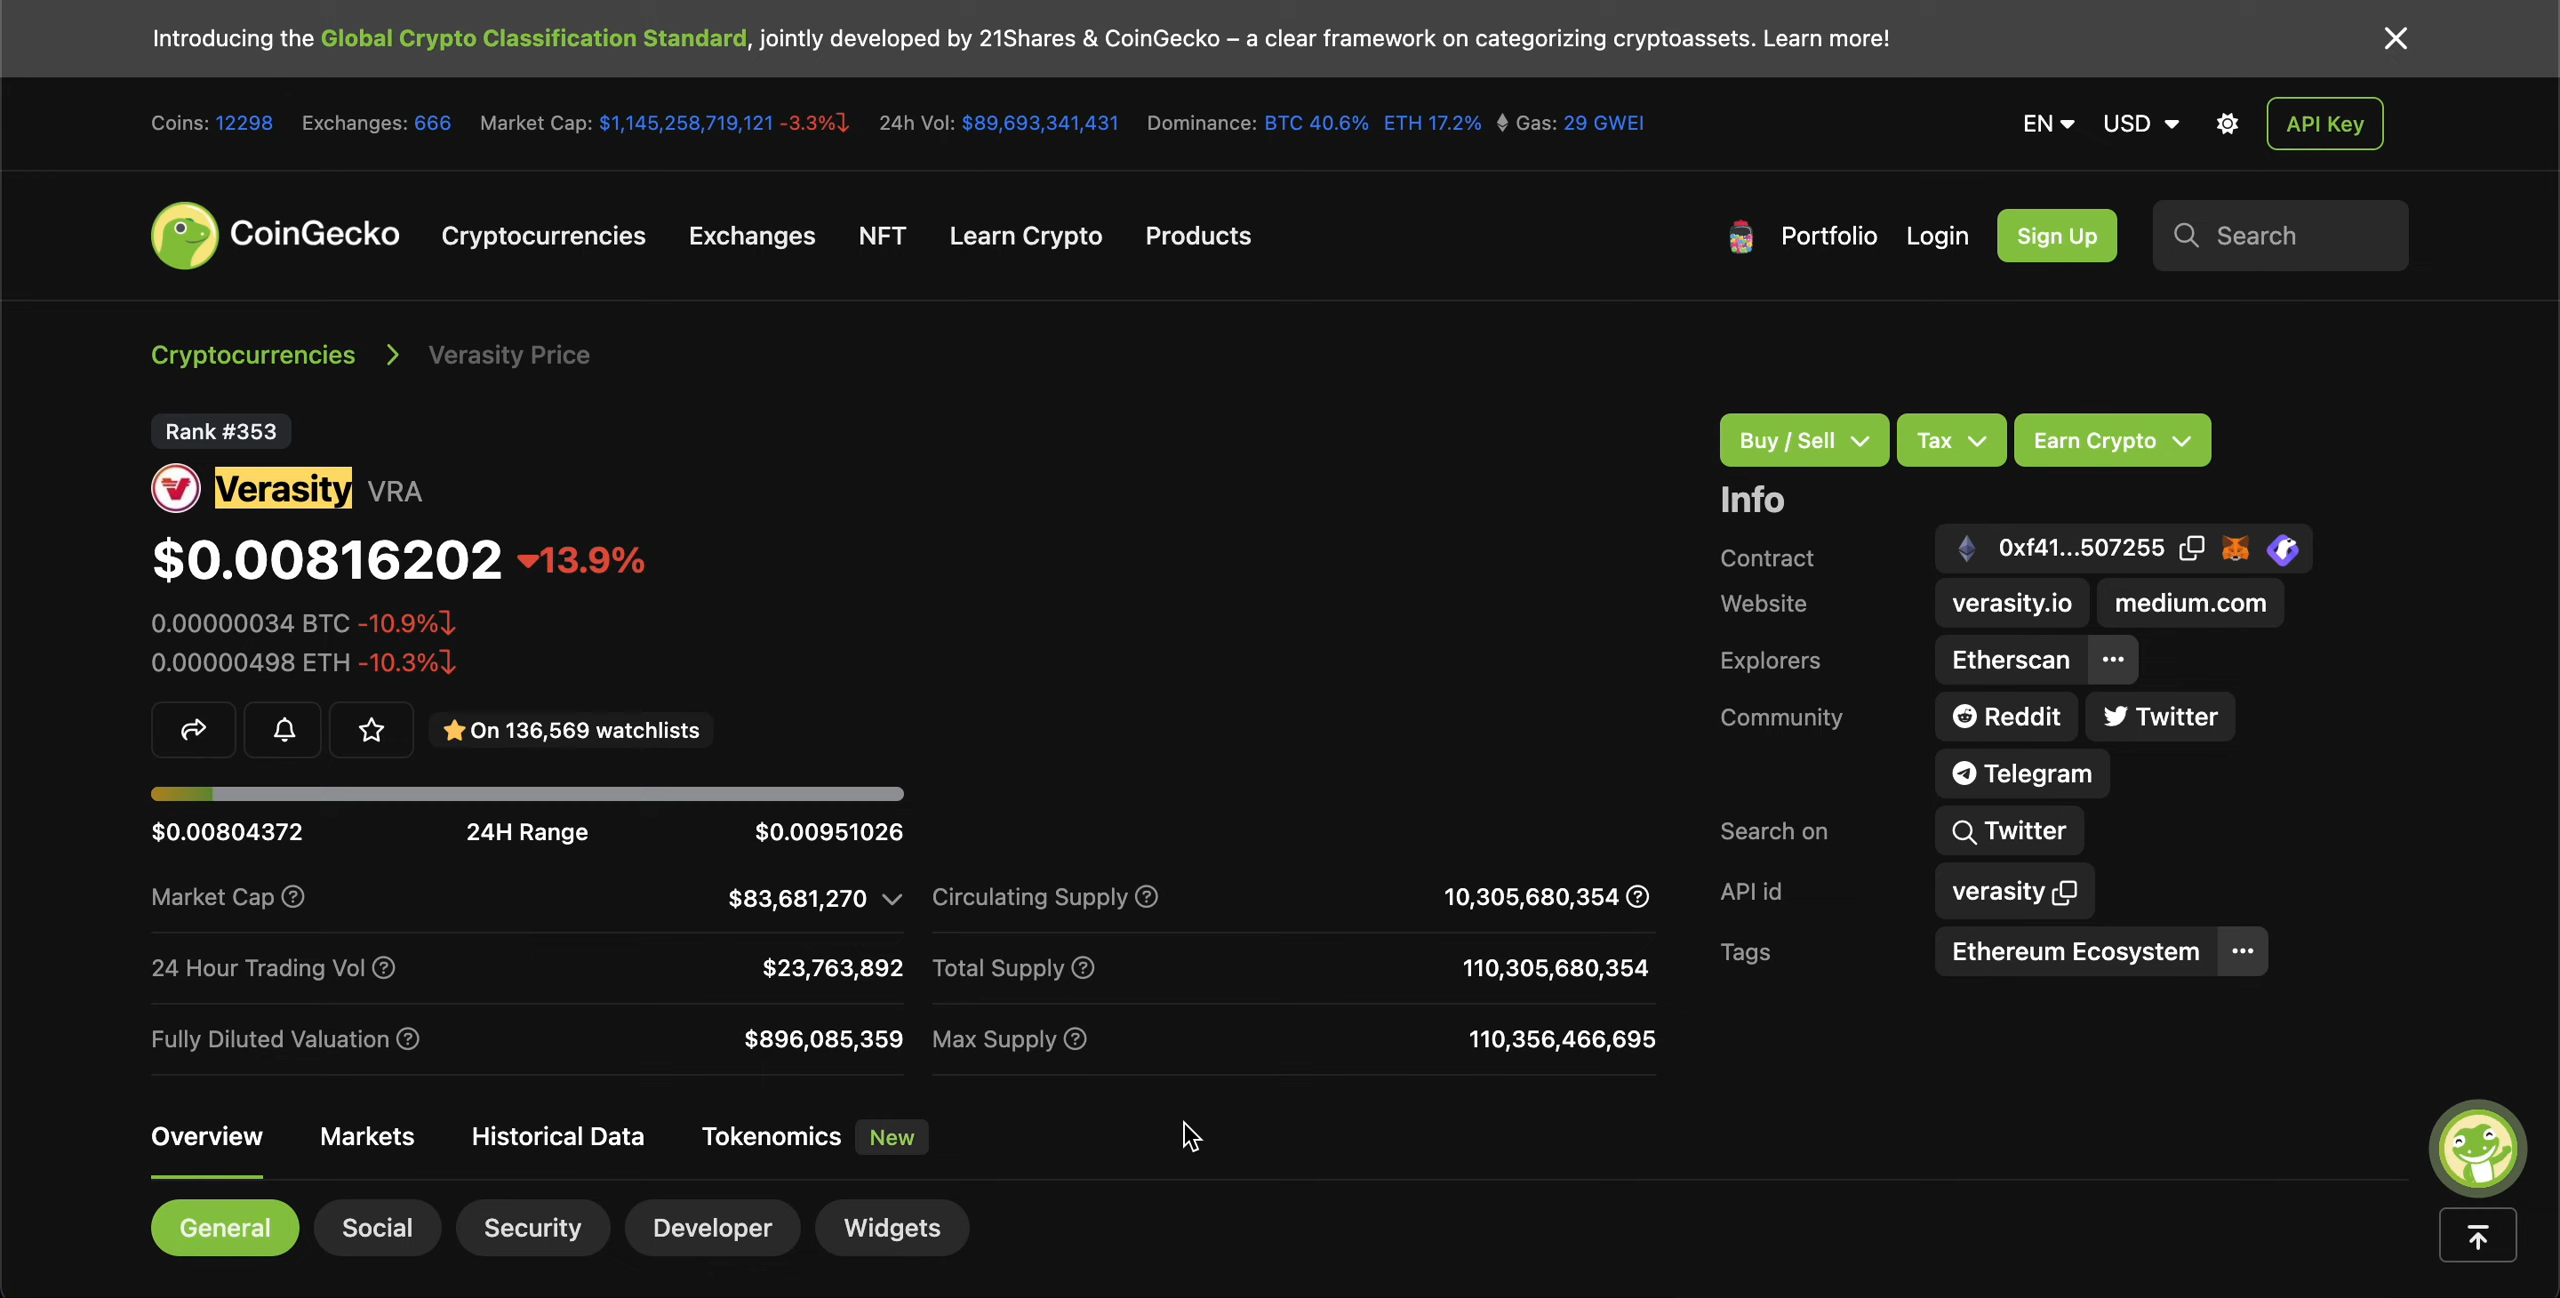 Introducing the Global Crypto Classification Standard, jointly developed by 21Shares & CoinGecko – a clear framework on categorizing cryptoassets. Learn more!
Coins: 12298 Exchanges: 666 Market Cap: $1,145,258,719,121 -3.3% 24h Vol: $89,693,341,431 Dominance: BTC 40.6% ETH 17.2% Gas: 29 GWEI EN USD API Key
CoinGecko Cryptocurrencies Exchanges NFT Learn Crypto Products Portfolio Login Sign Up Search
Cryptocurrencies > Verasity Price
Rank #353
Verasity VRA
$0.00816202 13.9%
0.00000034 BTC -10.9%
0.00000498 ETH -10.3%
On 136,569 watchlists
$0.00804372 24H Range $0.00951026
Market Cap $83,681,270
24 Hour Trading Vol $23,763,892
Fully Diluted Valuation $896,085,359
Circulating Supply 10,305,680,354
Total Supply 110,305,680,354
Max Supply 110,356,466,695
Buy / Sell Tax Earn Crypto
Info
Contract 0xf41...507255
Website verasity.io medium.com
Explorers Etherscan ...
Community Reddit Twitter
Telegram
Search on Twitter
API id verasity
Tags Ethereum Ecosystem ...
Overview Markets Historical Data Tokenomics New
General Social Security Developer Widgets